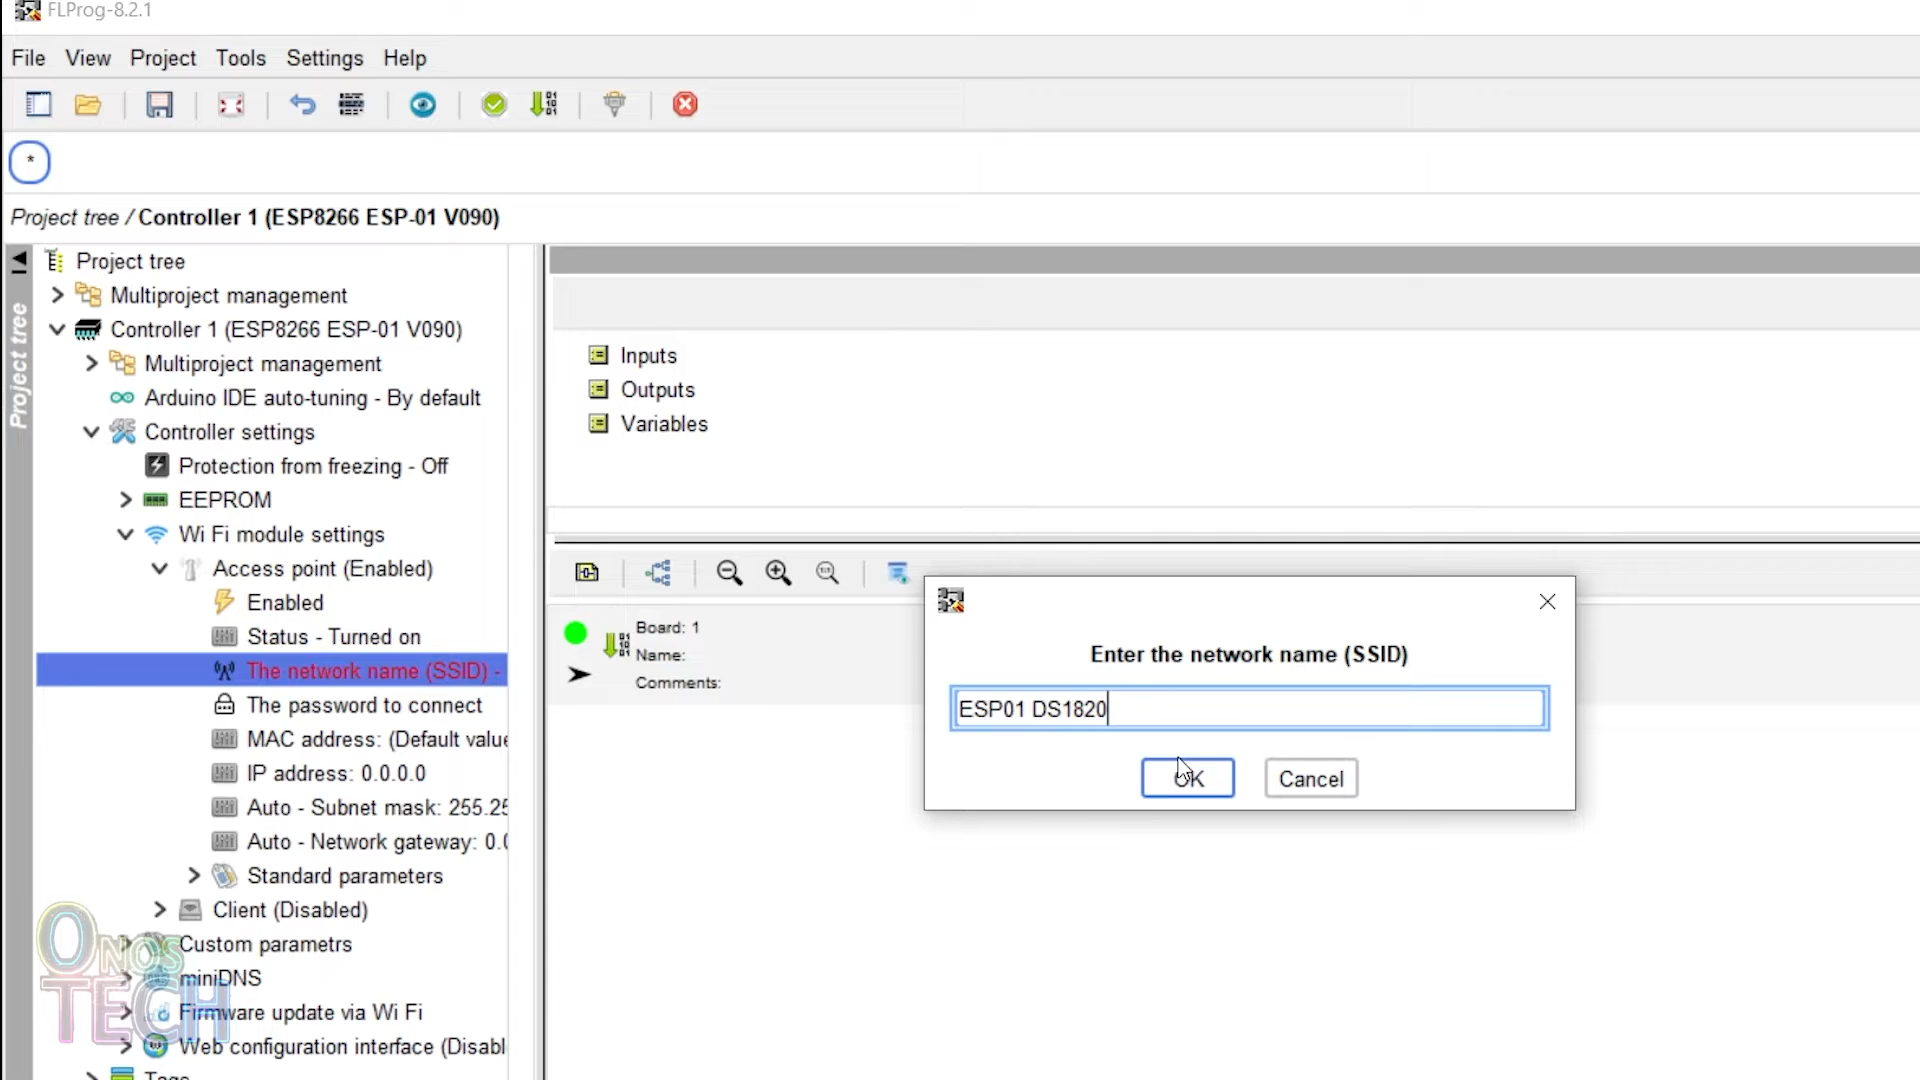 FLProg-8.2.1
File View Project Tools Settings Help
*
Project tree / Controller 1 (ESP8266 ESP-01 V090)
Project tree
Project tree
Multiproject management
Controller 1 (ESP8266 ESP-01 V090)
Multiproject management
Arduino IDE auto-tuning - By default
Controller settings
Protection from freezing - Off
EEPROM
Wi Fi module settings
Access point (Enabled)
Enabled
Status - Turned on
The network name (SSID) -
The password to connect
MAC address: (Default value
IP address: 0.0.0.0
Auto - Subnet mask: 255.25
Auto - Network gateway: 0.0
Standard parameters
Client (Disabled)
Custom parametrs
miniDNS
Firmware update via Wi Fi
Web configuration interface (Disabl
Tags
ONOS
TECH
Inputs
Outputs
Variables
Board: 1
Name:
Comments:
Enter the network name (SSID)
ESP01 DS1820
OK Cancel